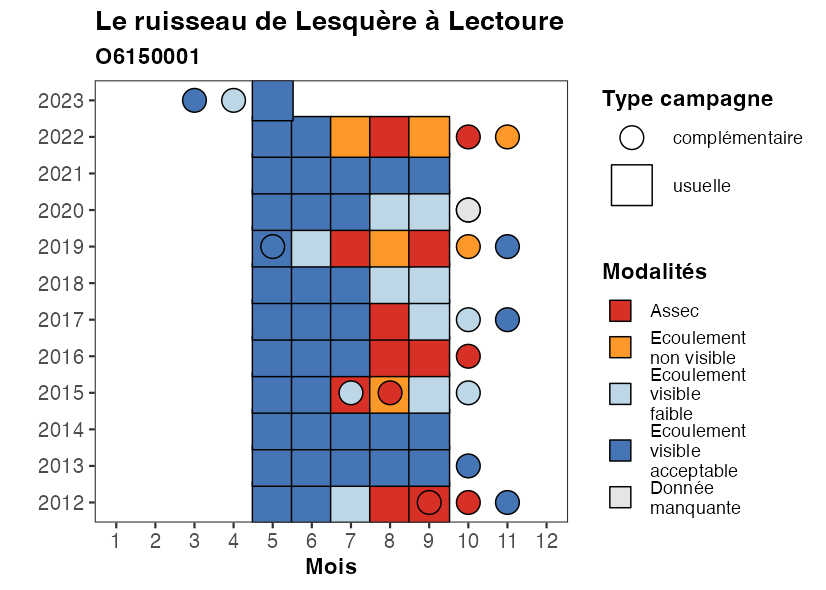 Le ruisseau de Lesquère à Lectoure
O6150001
2023
2022
2021
2020
2019
2018
2017
2016
2015
2014
2013
2012
1 2 3 4 5 6 7 8 9 10 11 12
Mois
Type campagne
complémentaire
usuelle
Modalités
Assec
Ecoulement
non visible
Ecoulement
visible
faible
Ecoulement
visible
acceptable
Donnée
manquante